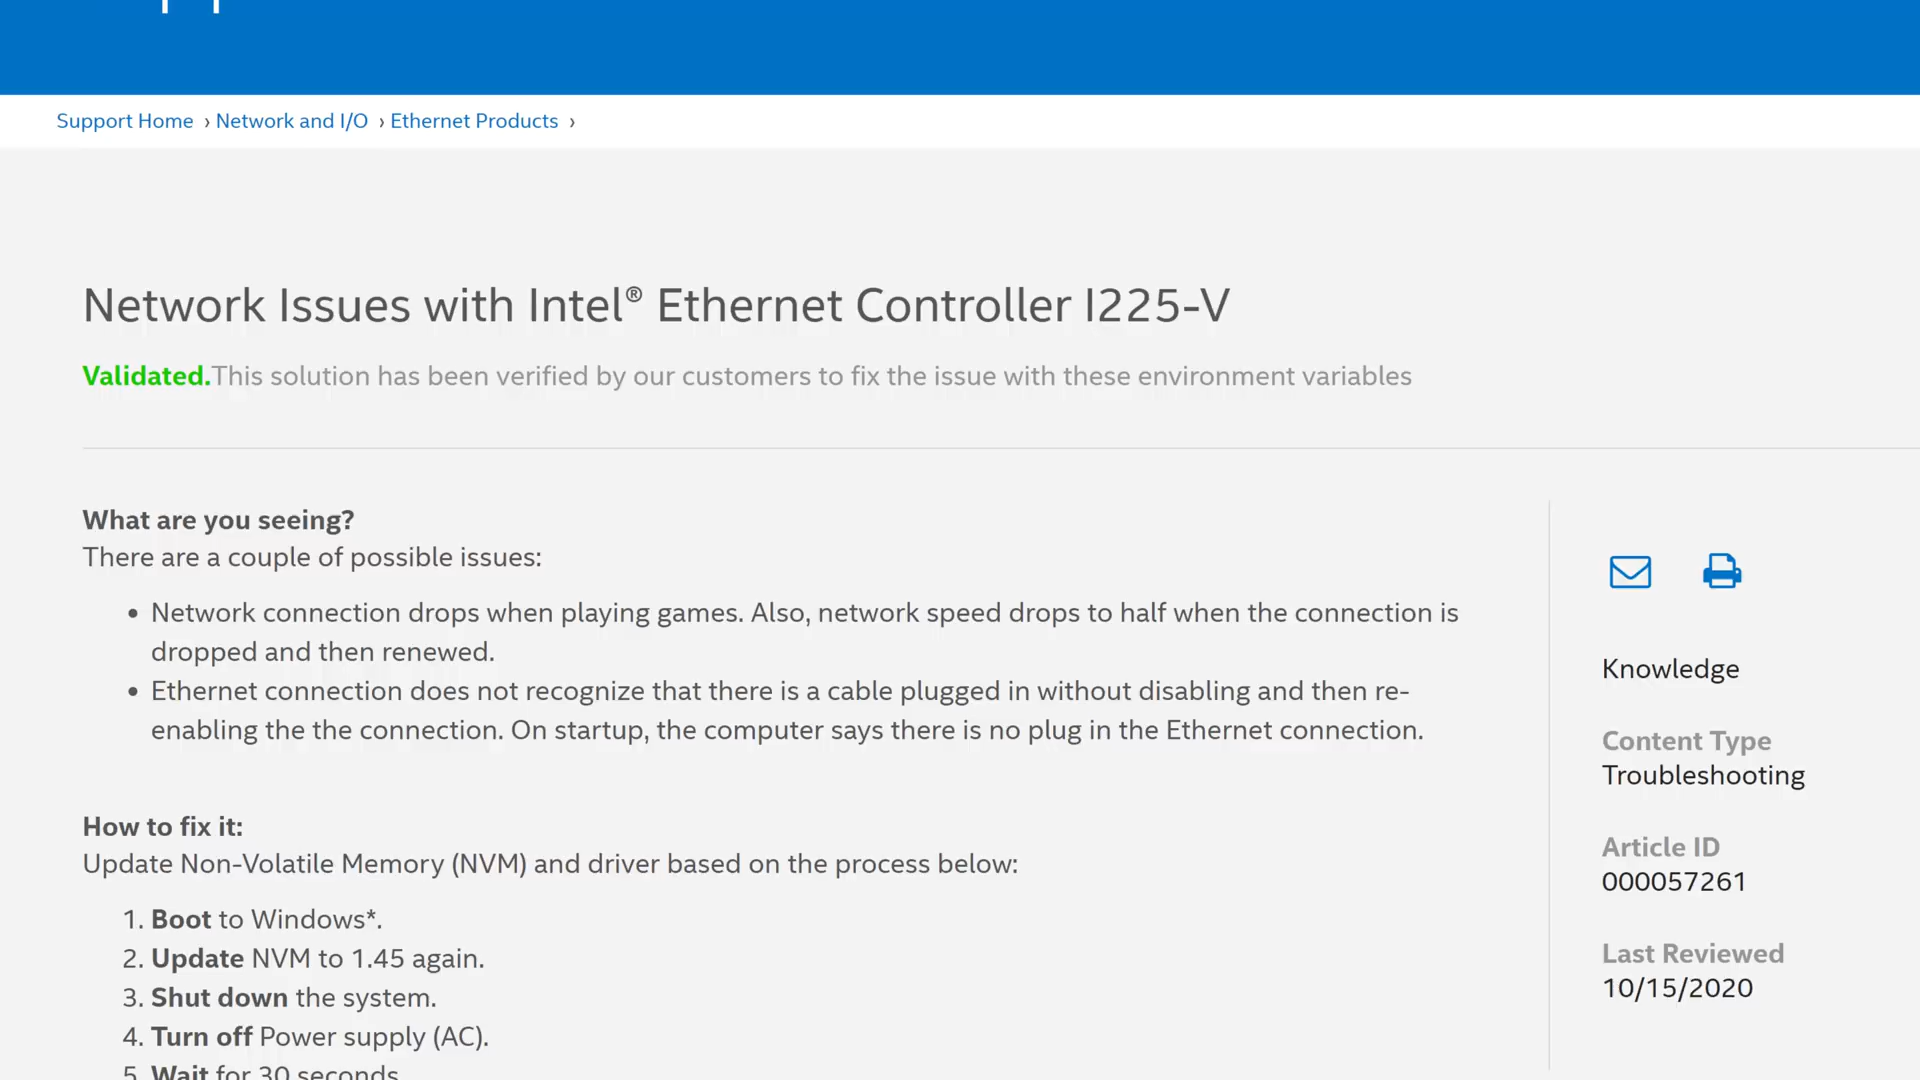 Support Home › Network and I/O › Ethernet Products ›
Network Issues with Intel® Ethernet Controller I225-V
Validated.This solution has been verified by our customers to fix the issue with these environment variables
What are you seeing?
There are a couple of possible issues:
• Network connection drops when playing games. Also, network speed drops to half when the connection is
dropped and then renewed.
• Ethernet connection does not recognize that there is a cable plugged in without disabling and then re-
enabling the the connection. On startup, the computer says there is no plug in the Ethernet connection.
How to fix it:
Update Non-Volatile Memory (NVM) and driver based on the process below:
1. Boot to Windows*.
2. Update NVM to 1.45 again.
3. Shut down the system.
4. Turn off Power supply (AC).
5. Wait for 30 seconds
Knowledge
Content Type
Troubleshooting
Article ID
000057261
Last Reviewed
10/15/2020